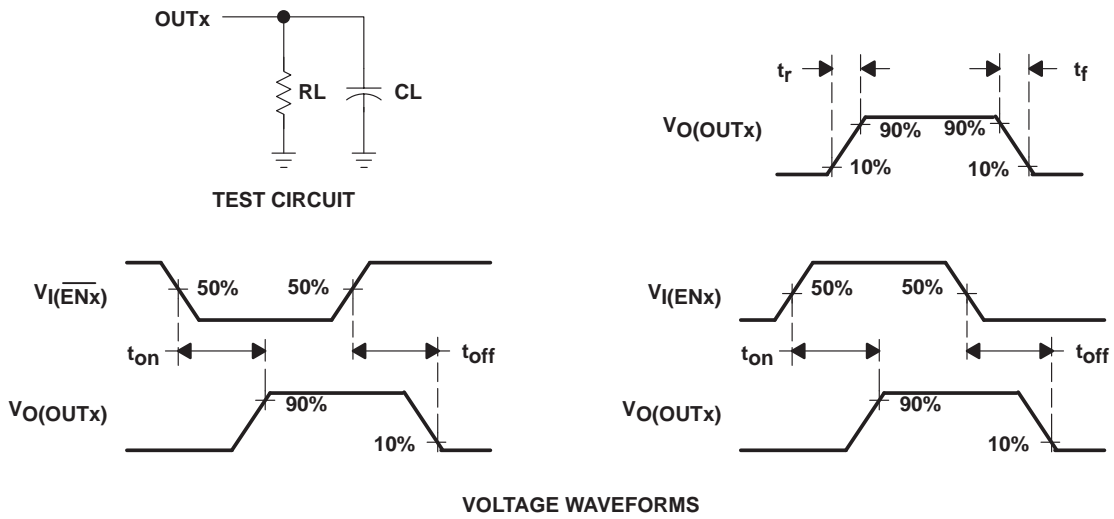 OUTx
RL
CL
TEST CIRCUIT
tr
tf
VO(OUTx)
90%
90%
10%
10%
VI(E̅N̅x̅)
50%
50%
ton
toff
VO(OUTx)
90%
10%
VI(ENx)
50%
50%
ton
toff
VO(OUTx)
90%
10%
VOLTAGE WAVEFORMS